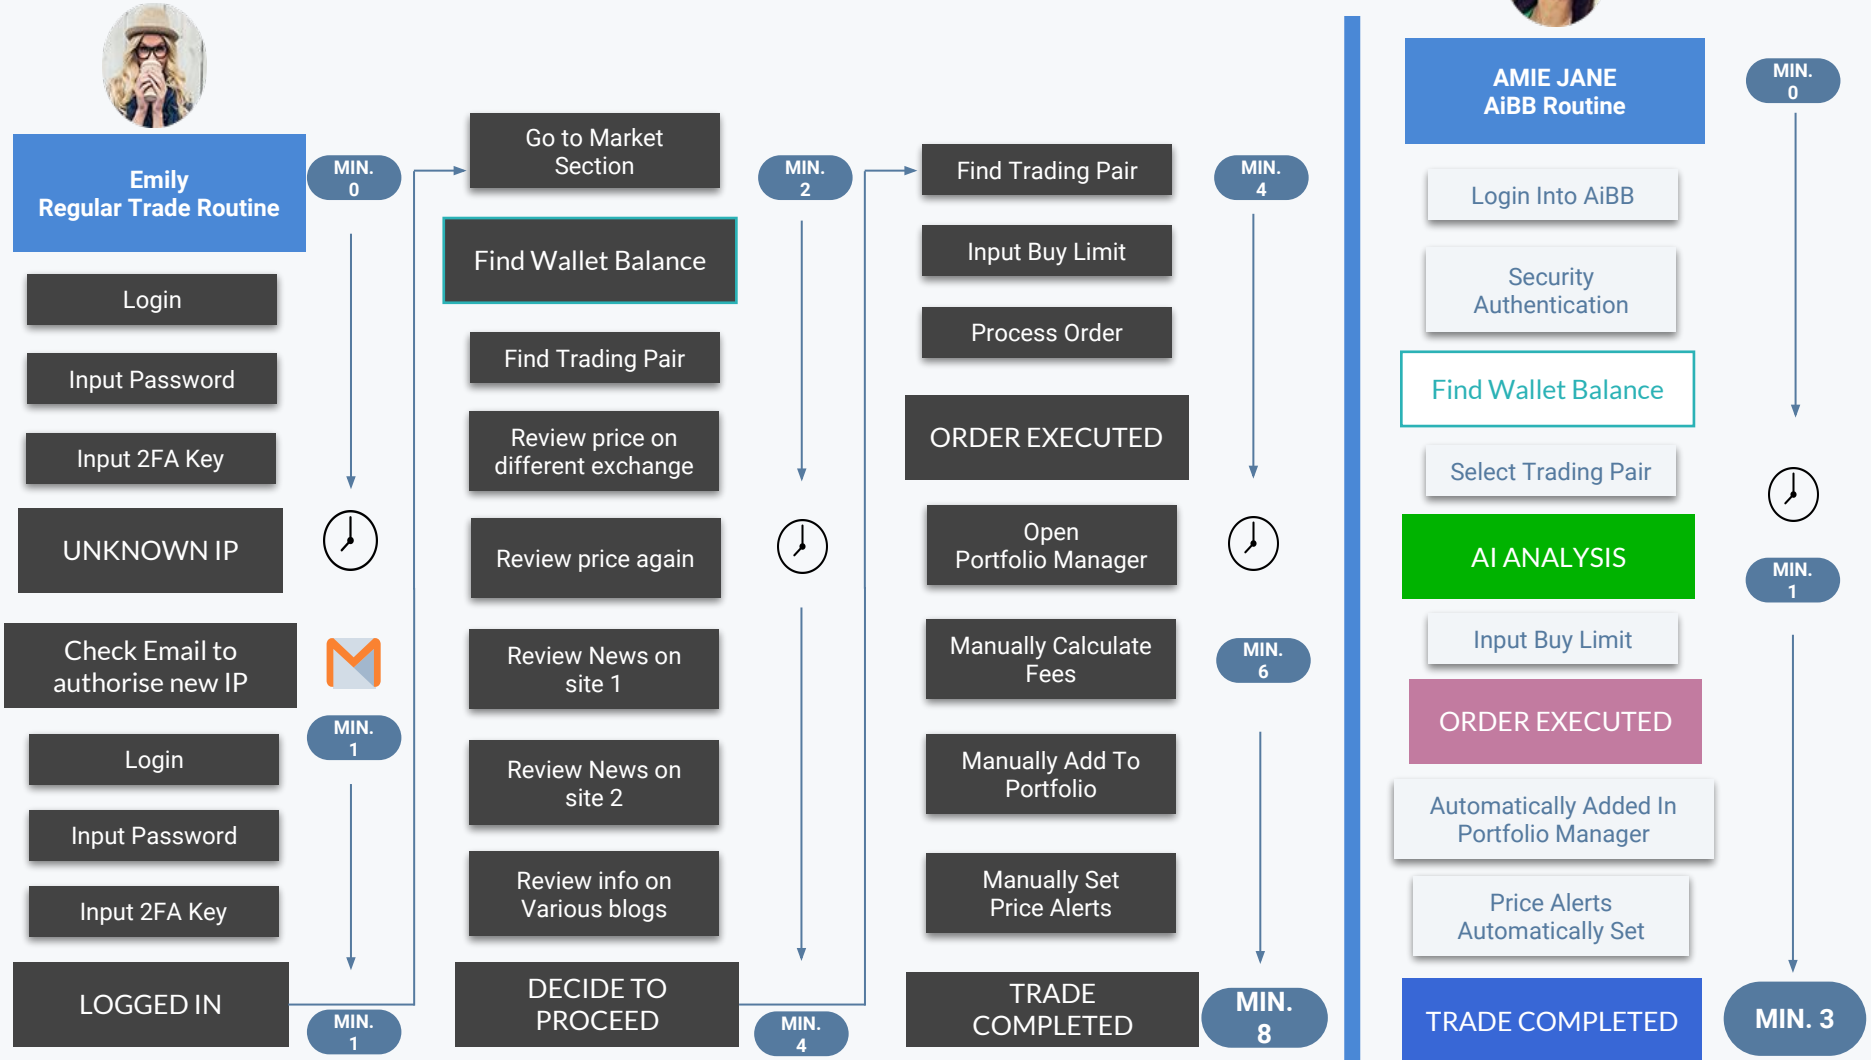 Emily
Regular Trade Routine
MIN.
0
Login
Input Password
Input 2FA Key
UNKNOWN IP
Check Email to
authorise new IP
MIN.
1
Login
Input Password
Input 2FA Key
LOGGED IN
MIN.
1
Go to Market
Section
MIN.
2
Find Wallet Balance
Find Trading Pair
Review price on
different exchange
Review price again
Review News on
site 1
Review News on
site 2
Review info on
Various blogs
DECIDE TO
PROCEED
MIN.
4
Find Trading Pair
MIN.
4
Input Buy Limit
Process Order
ORDER EXECUTED
Open
Portfolio Manager
Manually Calculate
Fees
MIN.
6
Manually Add To
Portfolio
Manually Set
Price Alerts
TRADE
COMPLETED
MIN.
8
AMIE JANE
AiBB Routine
MIN.
0
Login Into AiBB
Security
Authentication
Find Wallet Balance
Select Trading Pair
AI ANALYSIS
MIN.
1
Input Buy Limit
ORDER EXECUTED
Automatically Added In
Portfolio Manager
Price Alerts
Automatically Set
TRADE COMPLETED
MIN. 3